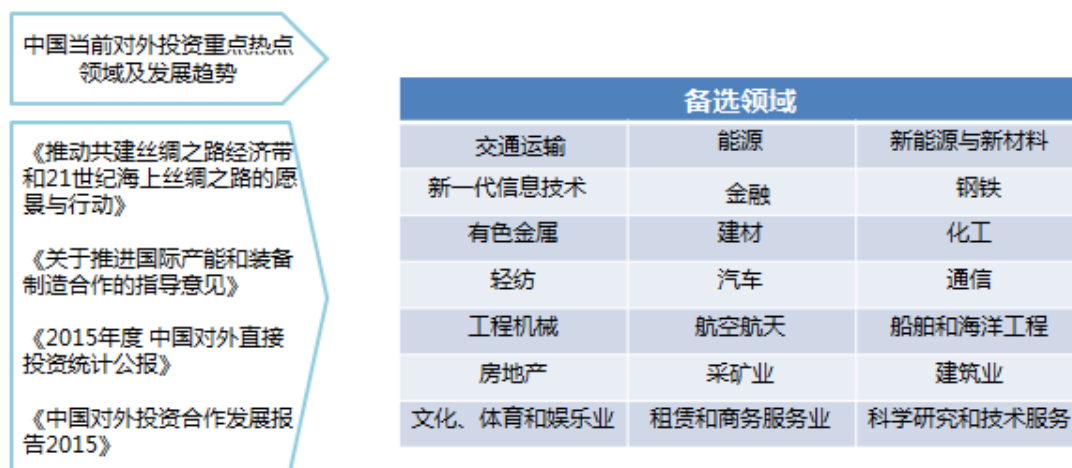 中国当前对外投资重点热点
领域及发展趋势
《推动共建丝绸之路经济带
和21世纪海上丝绸之路的愿
景与行动》
《关于推进国际产能和装备
制造合作的指导意见》
《2015年度 中国对外直接
投资统计公报》
《中国对外投资合作发展报
告2015》
备选领域
交通运输 能源 新能源与新材料
新一代信息技术 金融 钢铁
有色金属 建材 化工
轻纺 汽车 通信
工程机械 航空航天 船舶和海洋工程
房地产 采矿业 建筑业
文化、体育和娱乐业 租赁和商务服务业 科学研究和技术服务